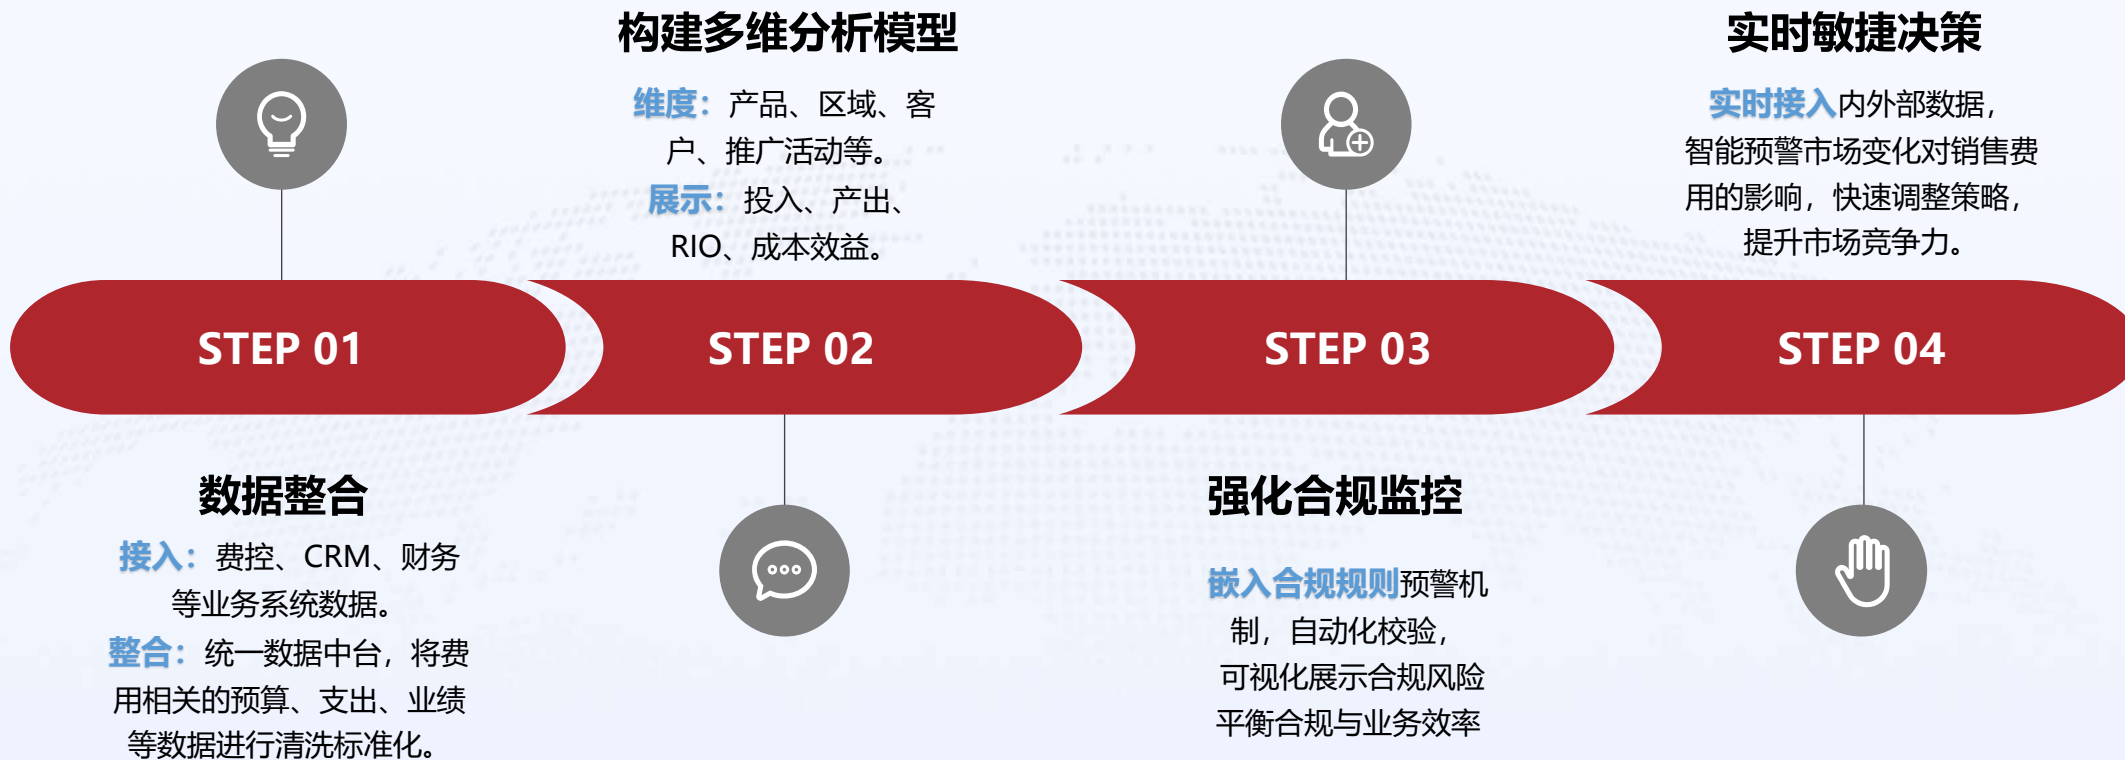 构建多维分析模型
维度：产品、区域、客
户、推广活动等。
展示：投入、产出、
RIO、成本效益。
实时敏捷决策
实时接入内外部数据，
智能预警市场变化对销售费
用的影响，快速调整策略，
提升市场竞争力。
STEP 01
STEP 02
STEP 03
STEP 04
数据整合
接入：费控、CRM、财务
等业务系统数据。
整合：统一数据中台，将费
用相关的预算、支出、业绩
等数据进行清洗标准化。
强化合规监控
嵌入合规规则预警机
制，自动化校验，
可视化展示合规风险
平衡合规与业务效率